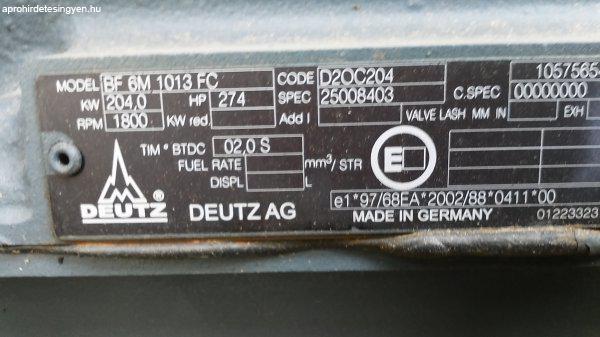 aprohirdetesingyen.hu
MODEL BF 6M 1013 FC CODE D2OC204 1057565
KW 204,0 HP 274 SPEC 25008403 C.SPEC 00000000
RPM 1800 KW red. Add I VALVE LASH MM IN EXH
TIM° BTDC 02,0 S
FUEL RATE mm³/STR E
DISPL L
DEUTZ ® DEUTZ AG e1*97/68EA*2002/88*0411*00
MADE IN GERMANY 01223323